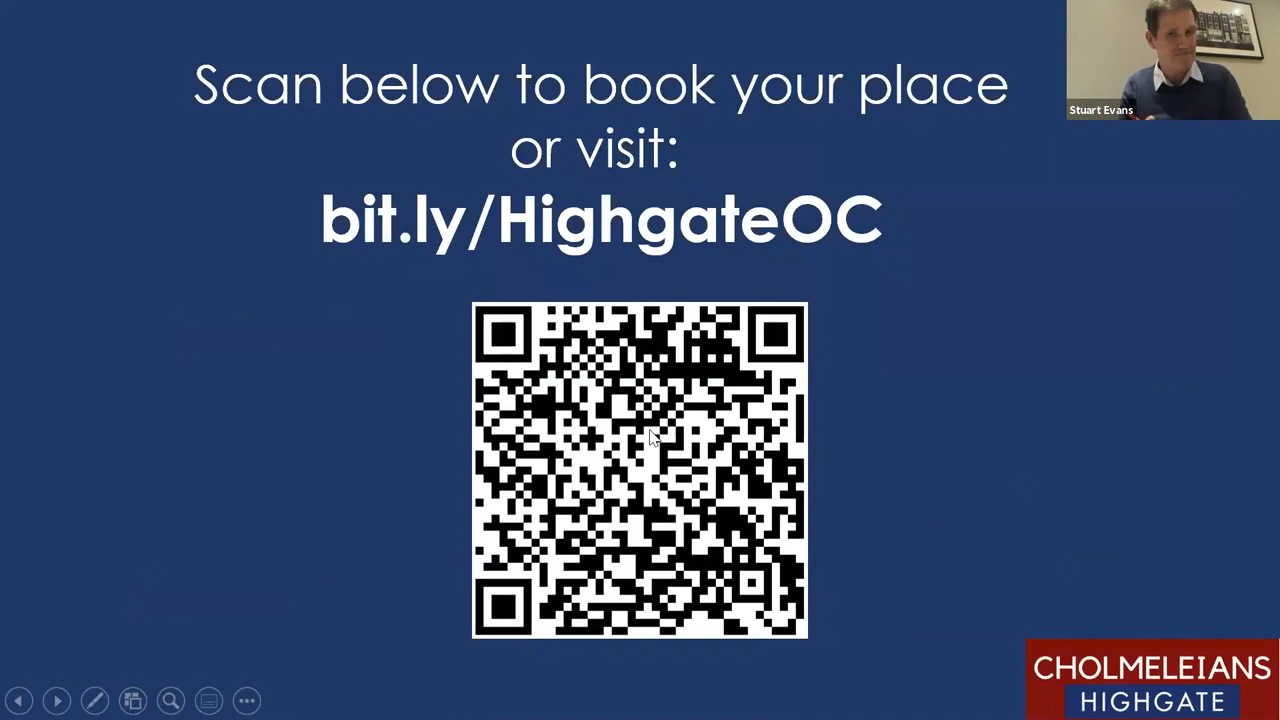 Scan below to book your place
or visit:
bit.ly/HighgateOC
Stuart Evans
CHOLMELEIANS
HIGHGATE